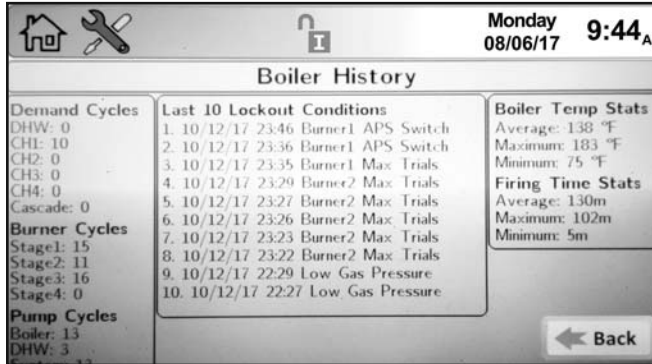 Monday
08/06/17
9:44A
I
Boiler History
Demand Cycles
DHW: 0
CH1: 10
CH2: 0
CH3: 0
CH4: 0
Cascade: 0
Burner Cycles
Stage1: 15
Stage2: 11
Stage3: 16
Stage4: 0
Pump Cycles
Boiler: 13
DHW: 3
Last 10 Lockout Conditions
1. 10/12/17 23:46 Burner1 APS Switch
2. 10/12/17 23:36 Burner1 APS Switch
3. 10/12/17 23:35 Burner1 Max Trials
4. 10/12/17 23:29 Burner2 Max Trials
5. 10/12/17 23:27 Burner2 Max Trials
6. 10/12/17 23:26 Burner2 Max Trials
7. 10/12/17 23:23 Burner2 Max Trials
8. 10/12/17 23:22 Burner2 Max Trials
9. 10/12/17 22:29 Low Gas Pressure
10. 10/12/17 22:27 Low Gas Pressure
Boiler Temp Stats
Average: 138 °F
Maximum: 183 °F
Minimum: 75 °F
Firing Time Stats
Average: 130m
Maximum: 102m
Minimum: 5m
Back